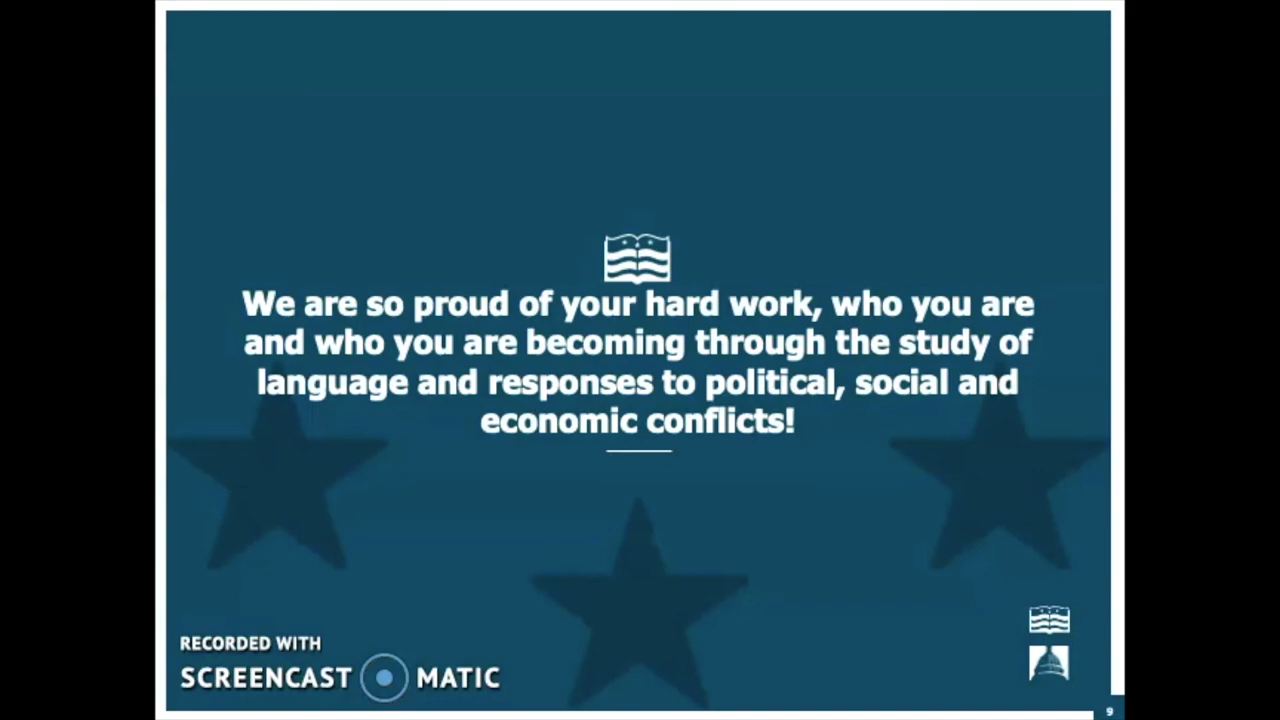 We are so proud of your hard work, who you are
and who you are becoming through the study of
language and responses to political, social and
economic conflicts!
RECORDED WITH
SCREENCAST MATIC
9